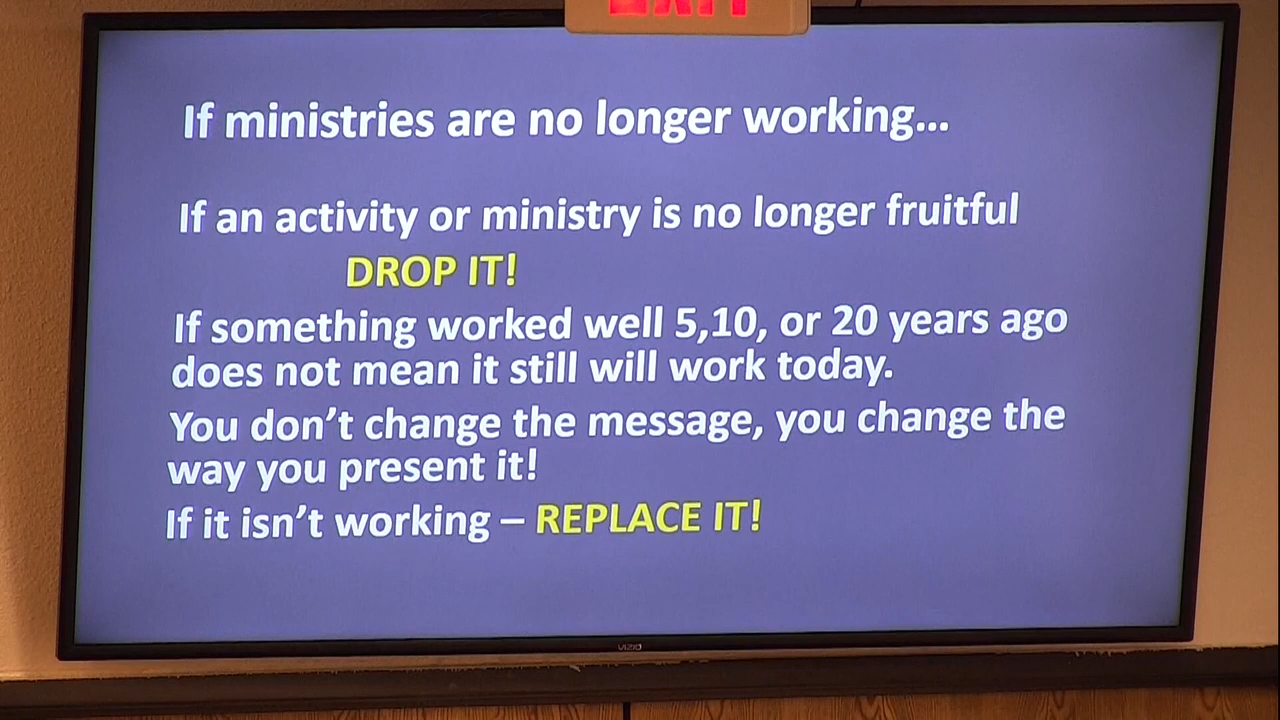 EXIT
If ministries are no longer working...
If an activity or ministry is no longer fruitful
DROP IT!
If something worked well 5,10, or 20 years ago
does not mean it still will work today.
You don't change the message, you change the
way you present it!
If it isn't working – REPLACE IT!
VIZIO